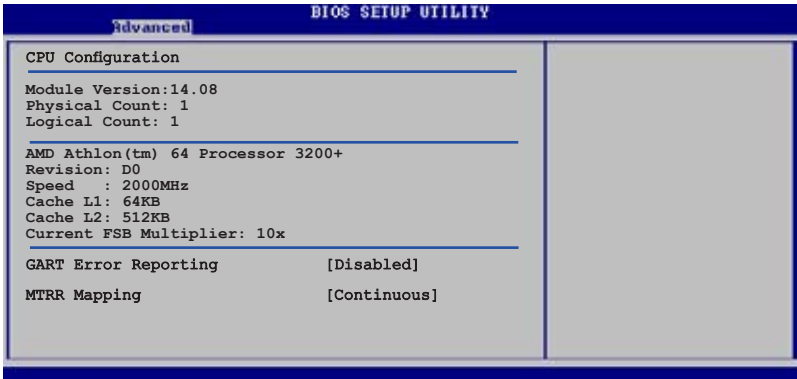 BIOS SETUP UTILITY
Advanced
CPU Configuration
Module Version:14.08
Physical Count: 1
Logical Count: 1
AMD Athlon(tm) 64 Processor 3200+
Revision: D0
Speed   : 2000MHz
Cache L1: 64KB
Cache L2: 512KB
Current FSB Multiplier: 10x
GART Error Reporting [Disabled]
MTRR Mapping [Continuous]